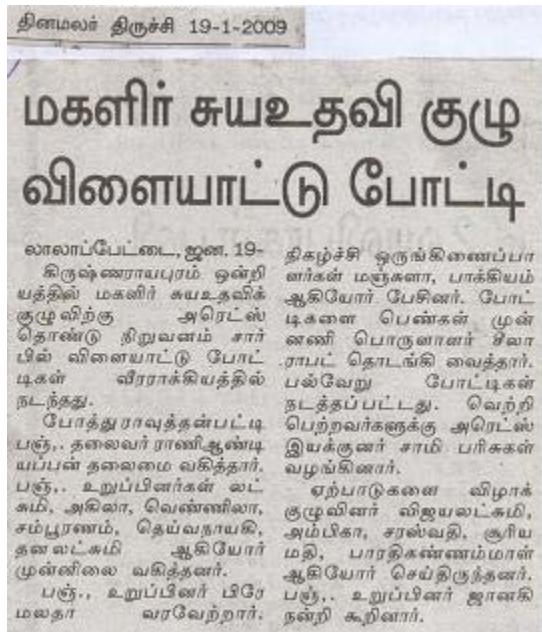 தினமலர் திருச்சி 19-1-2009
மகளிர் சுயஉதவி குழு
விளையாட்டு போட்டி
லாலாப்பேட்டை, ஜன. 19-
கிருஷ்ணராயபுரம் ஒன்றி
யத்தில் மகளிர் சுயஉதவிக்
குழுவிற்கு அரெட்ஸ்
தொண்டு நிறுவனம் சார்
பில் விளையாட்டு போட்
டிகள் வீரராக்கியத்தில்
நடந்தது.
போத்துராவுத்தன்பட்டி
பஞ்., தலைவர் ராணிஆண்டி
யப்பன் தலைமை வகித்தார்.
பஞ்,. உறுப்பினர்கள் லட்
சுமி, அகிலா, வெண்ணிலா,
சம்பூரணம், தெய்வநாயகி,
தனலட்சுமி ஆகியோர்
முன்னிலை வகித்தனர்.
பஞ்., உறுப்பினர் பிரே
மலதா வரவேற்றார்.
நிகழ்ச்சி ஒருங்கிணைப்பா
ளர்கள் மஞ்சுளா, பாக்கியம்
ஆகியோர் பேசினர். போட்
டிகளை பெண்கள் முன்
னணி பொருளாளர் சீலா
ராபட் தொடங்கி வைத்தார்.
பல்வேறு போட்டிகள்
நடத்தப்பட்டது. வெற்றி
பெற்றவர்களுக்கு அரெட்ஸ்
இயக்குனர் சாமி பரிசுகள்
வழங்கினார்.
ஏற்பாடுகளை விழாக்
குழுவினர் விஜயலட்சுமி,
அம்பிகா, சரஸ்வதி, சூரிய
மதி, பாரதிகண்ணம்மாள்
ஆகியோர் செய்திருந்தனர்.
பஞ்,. உறுப்பினர் ஜானகி
நன்றி கூறினார்.